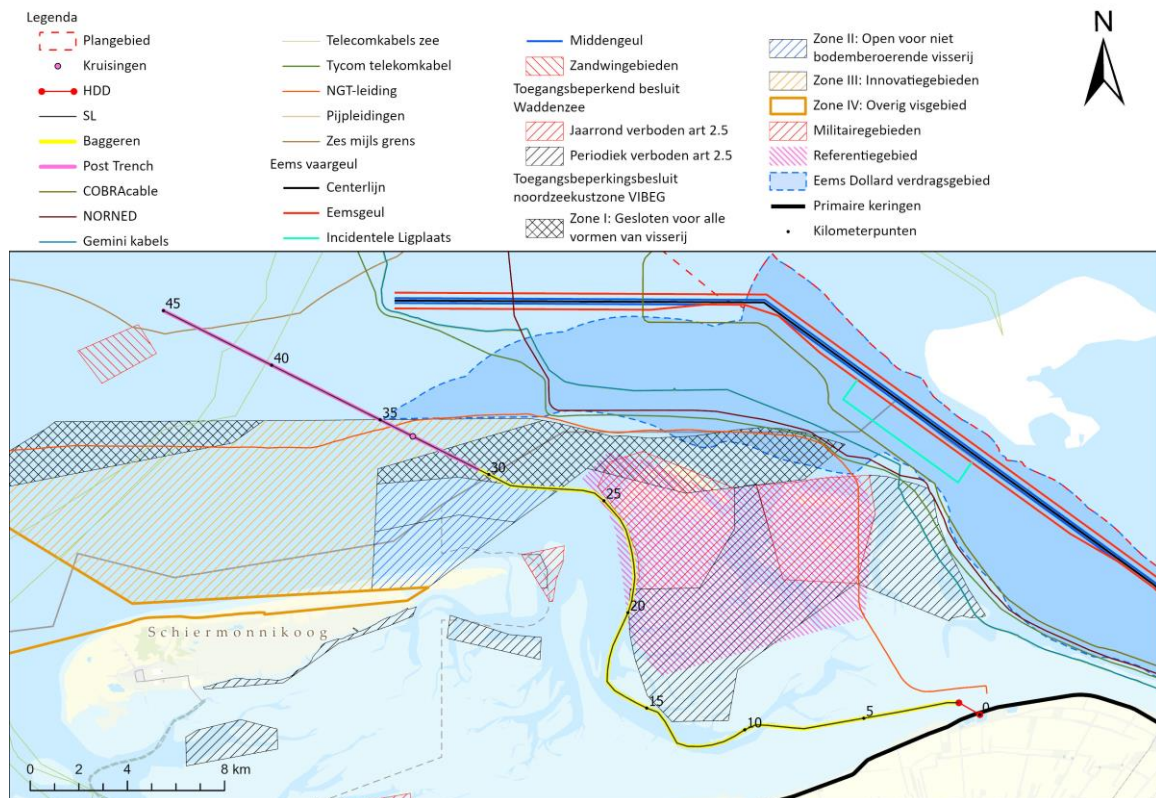 Legenda
Plangebied
Kruisingen
HDD
SL
Baggeren
Post Trench
COBRAcable
NORNED
Gemini kabels
Telecomkabels zee
Tycom telekomkabel
NGT-leiding
Pijpleidingen
Zes mijls grens
Eems vaargeul
Centerlijn
Eemsgeul
Incidentele Ligplaats
Middengeul
Zandwingebieden
Toegangsbeperkend besluit
Waddenzee
Jaarrond verboden art 2.5
Periodiek verboden art 2.5
Toegangsbeperkingsbesluit
noordzeekustzone VIBEG
Zone I: Gesloten voor alle
vormen van visserij
Zone II: Open voor niet
bodemberoerende visserij
Zone III: Innovatiegebieden
Zone IV: Overig visgebied
Militairegebieden
Referentiegebied
Eems Dollard verdragsgebied
Primaire keringen
Kilometerpunten
N
45
40
35
30
25
20
Schiermonnikoog
15
10
5
0
0 2 4 8 km